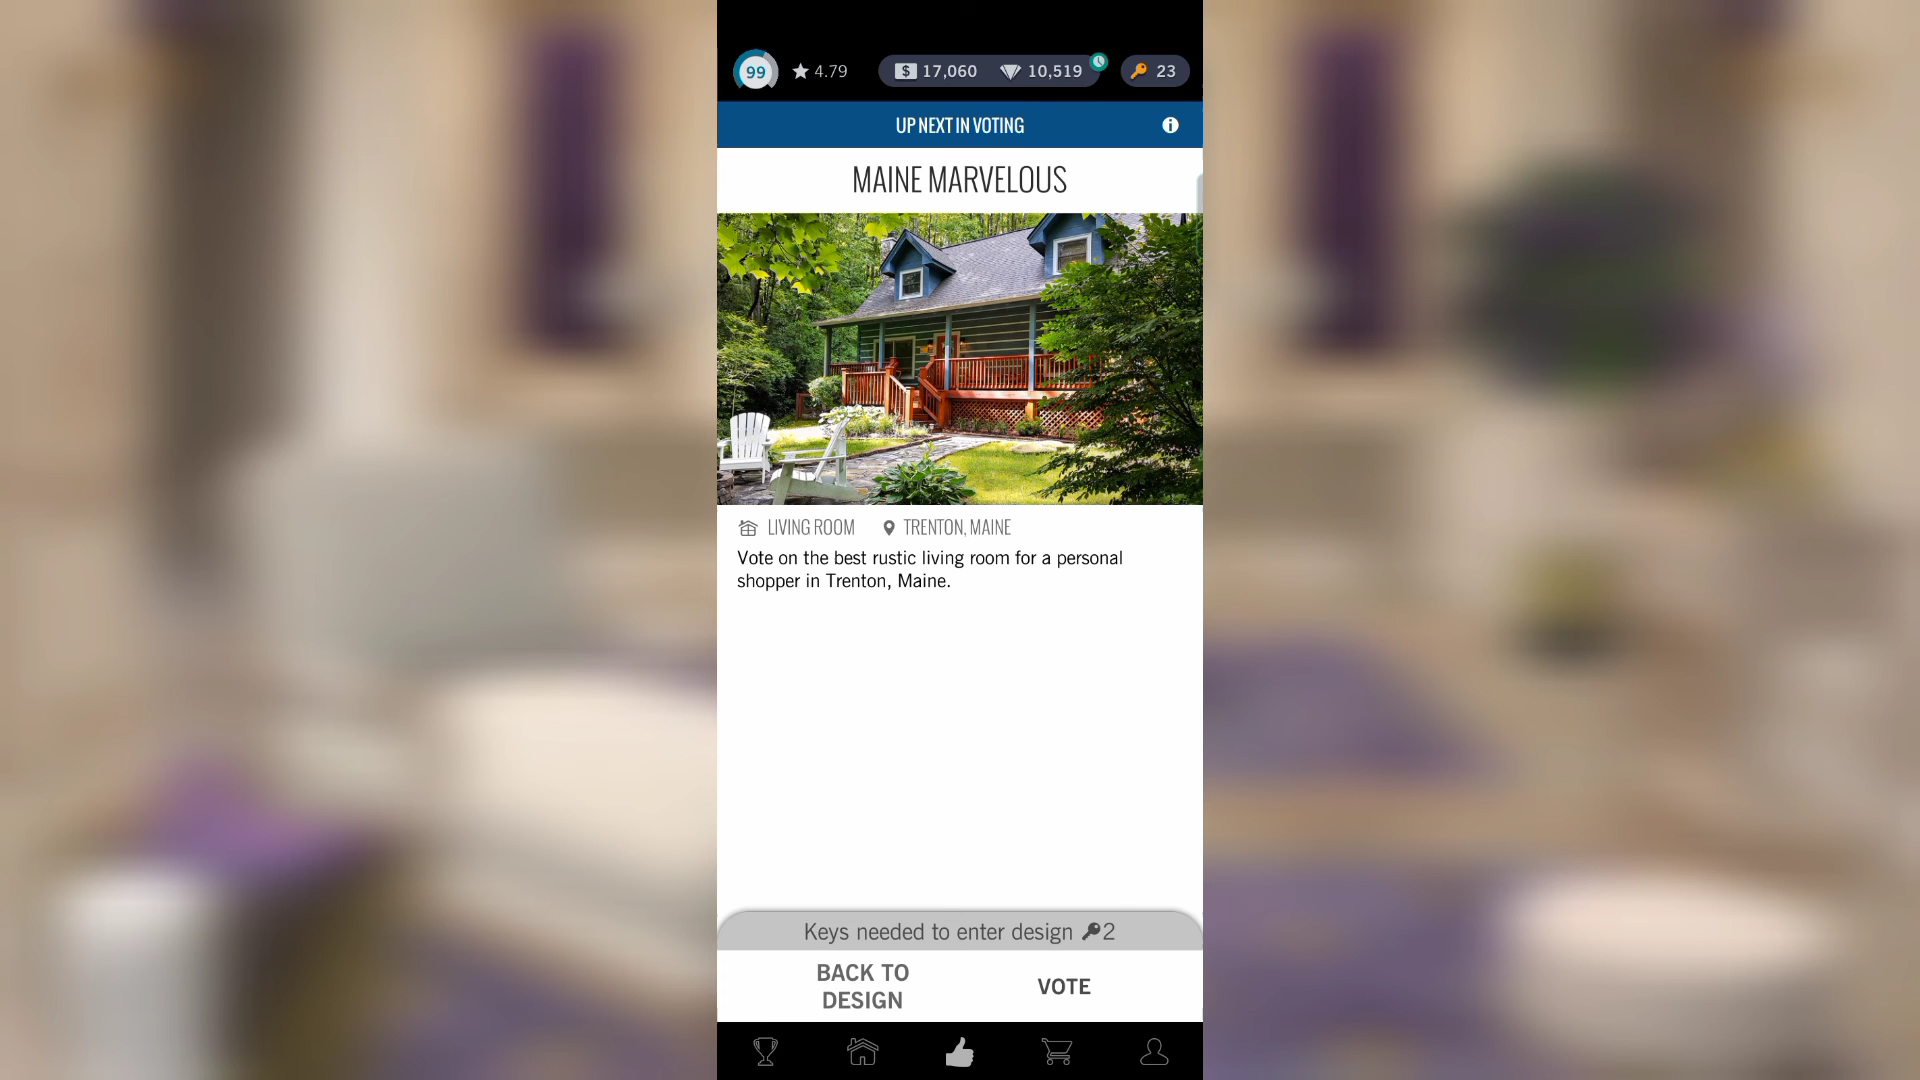 99 4.79 $ 17,060 10,519 23
UP NEXT IN VOTING
MAINE MARVELOUS
LIVING ROOM TRENTON, MAINE
Vote on the best rustic living room for a personal
shopper in Trenton, Maine.
Keys needed to enter design 2
BACK TO
DESIGN
VOTE